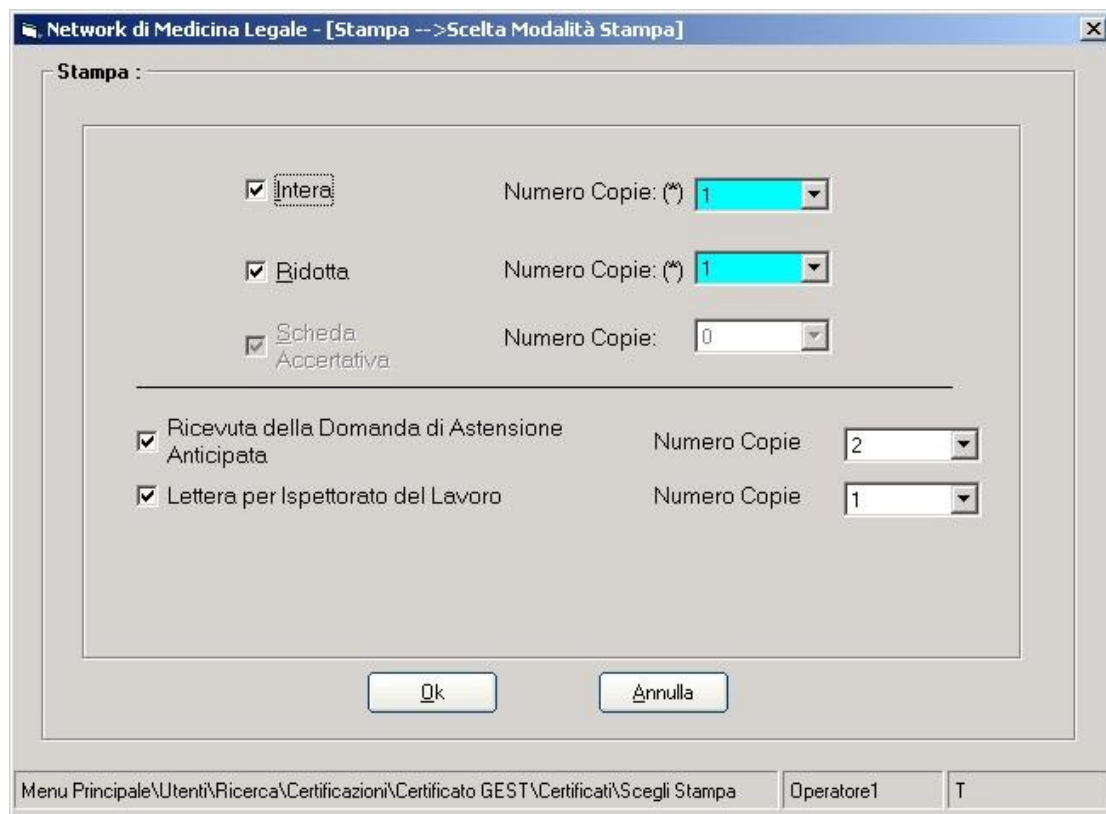 Network di Medicina Legale - [Stampa -->Scelta Modalità Stampa]
Stampa :
Intera Numero Copie: (*) 1
Ridotta Numero Copie: (*) 1
Scheda Numero Copie: 0
Accertativa
Ricevuta della Domanda di Astensione Numero Copie 2
Anticipata
Lettera per Ispettorato del Lavoro Numero Copie 1
Ok Annulla
Menu Principale\Utenti\Ricerca\Certificazioni\Certificato GEST\Certificati\Scegli Stampa Operatore1 T